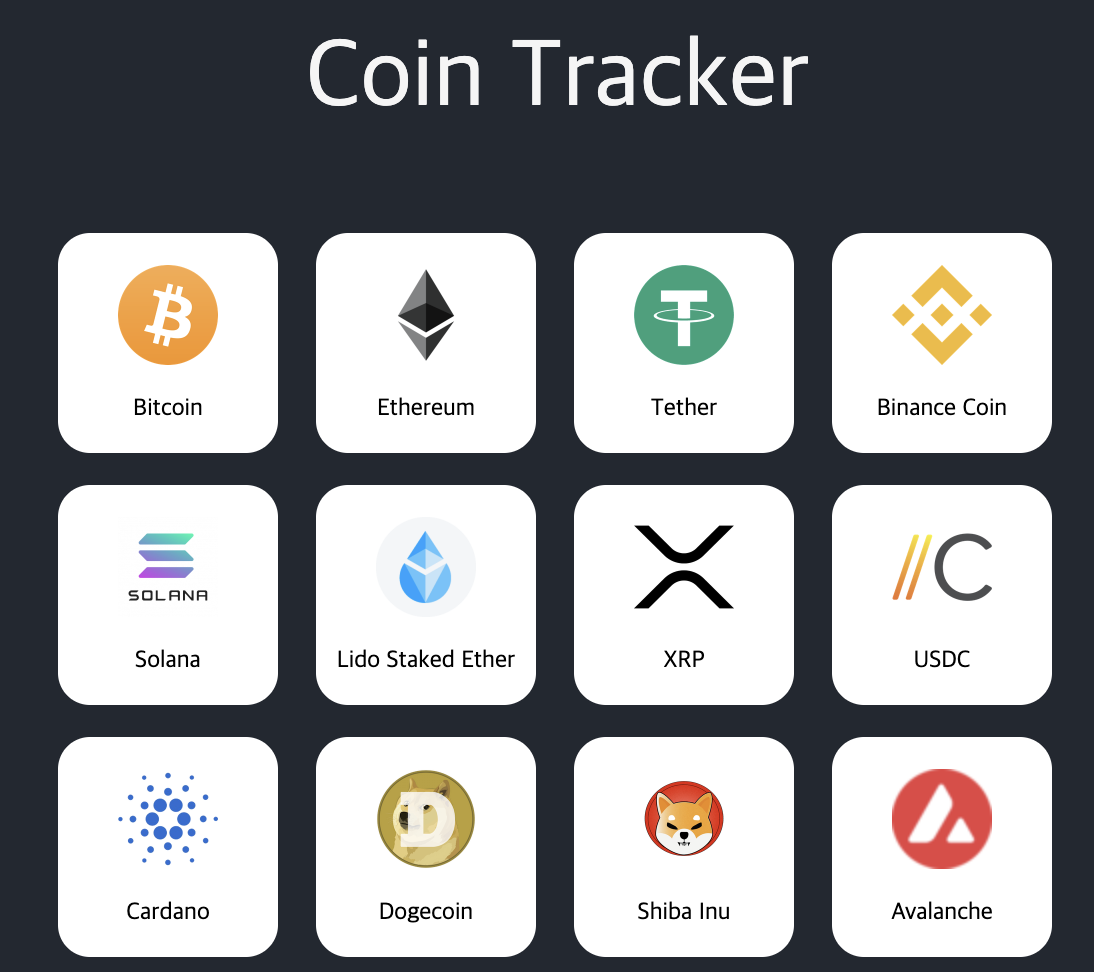 Coin Tracker
Bitcoin
Ethereum
Tether
Binance Coin
SOLANA
Solana
Lido Staked Ether
XRP
//C
USDC
Cardano
D
Dogecoin
Shiba Inu
Avalanche